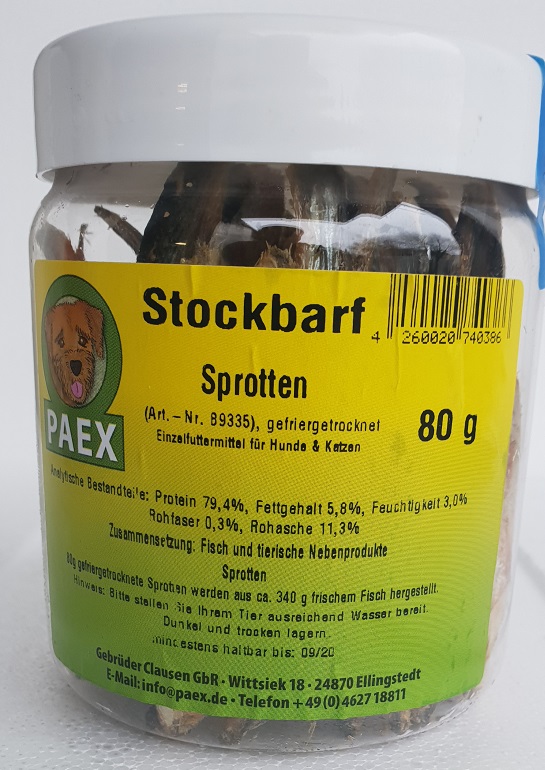 Stockbarf
4 260020 740386
Sprotten
(Art.-Nr. 89335), gefriergetrocknet
80 g
Einzelfuttermittel für Hunde & Katzen
PAEX
Analytische Bestandteile: Protein 79,4%, Fettgehalt 5,8%, Feuchtigkeit 3,0%
Rohfaser 0,3%, Rohasche 11,3%
Zusammensetzung: Fisch und tierische Nebenprodukte
Sprotten
80g gefriergetrocknete Sprotten werden aus ca. 340 g frischem Fisch hergestellt.
Hinweis: Bitte stellen Sie Ihrem Tier ausreichend Wasser bereit.
Dunkel und trocken lagern.
mindestens haltbar bis: 09/20
Gebrüder Clausen GbR • Wittsiek 18 • 24870 Ellingstedt
E-Mail: info@paex.de • Telefon +49 (0) 4627 18811